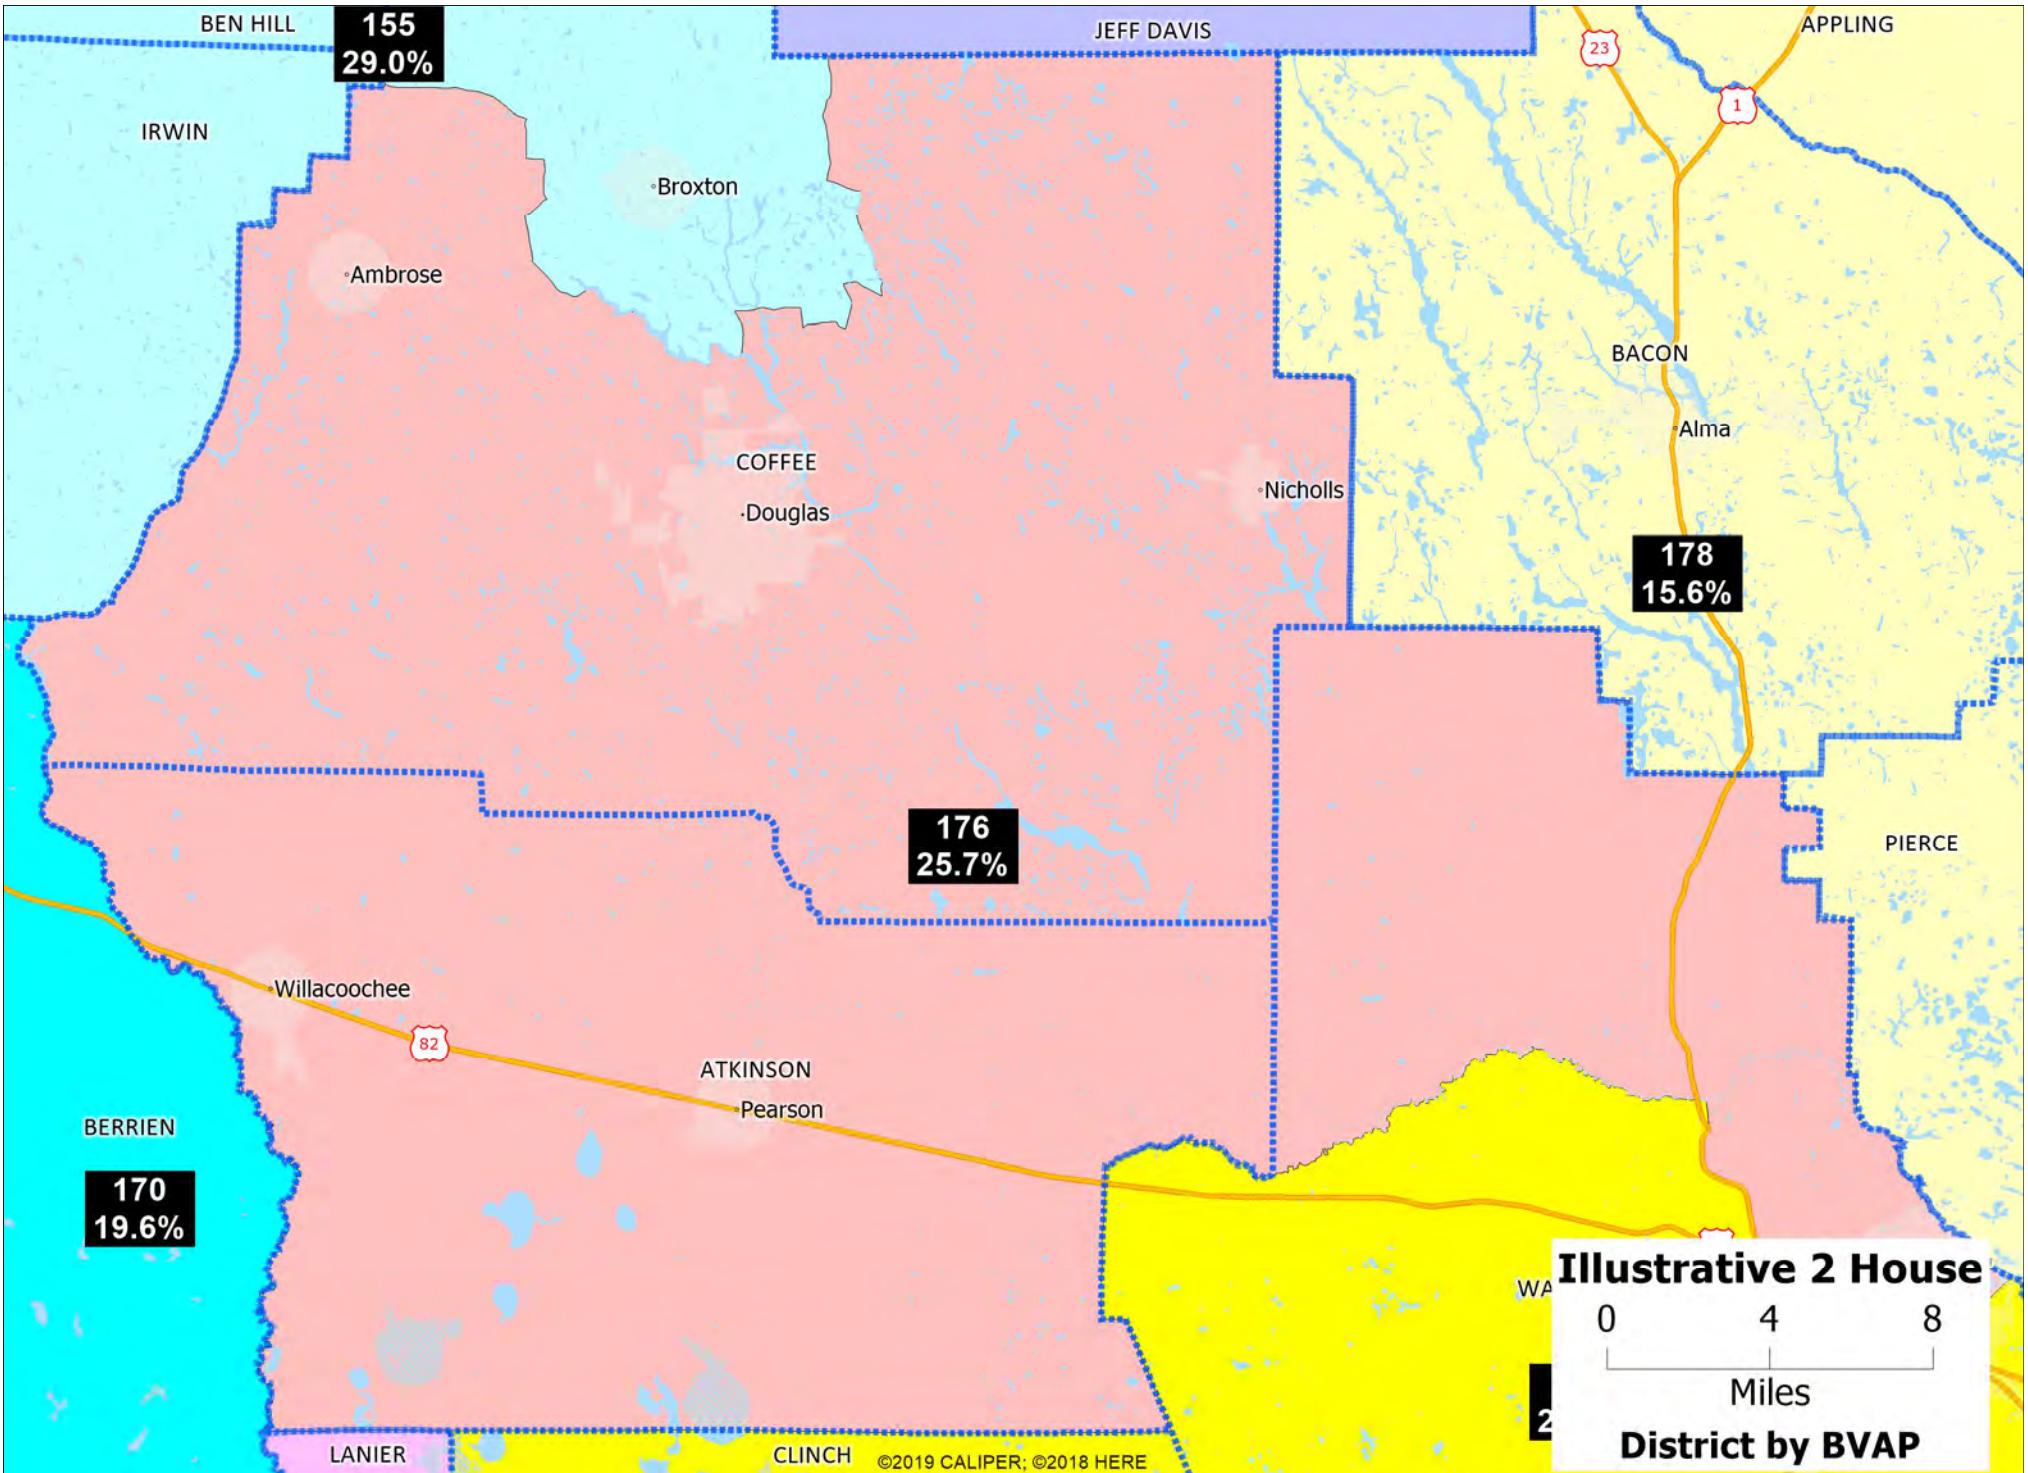 BEN HILL
155
29.0%
JEFF DAVIS
APPLING
23
1
IRWIN
Broxton
Ambrose
BACON
Alma
COFFEE
Douglas
Nicholls
178
15.6%
176
25.7%
PIERCE
Willacoochee
82
ATKINSON
Pearson
BERRIEN
170
19.6%
WA
Illustrative 2 House
0 4 8
Miles
District by BVAP
2
LANIER
CLINCH
©2019 CALIPER; ©2018 HERE